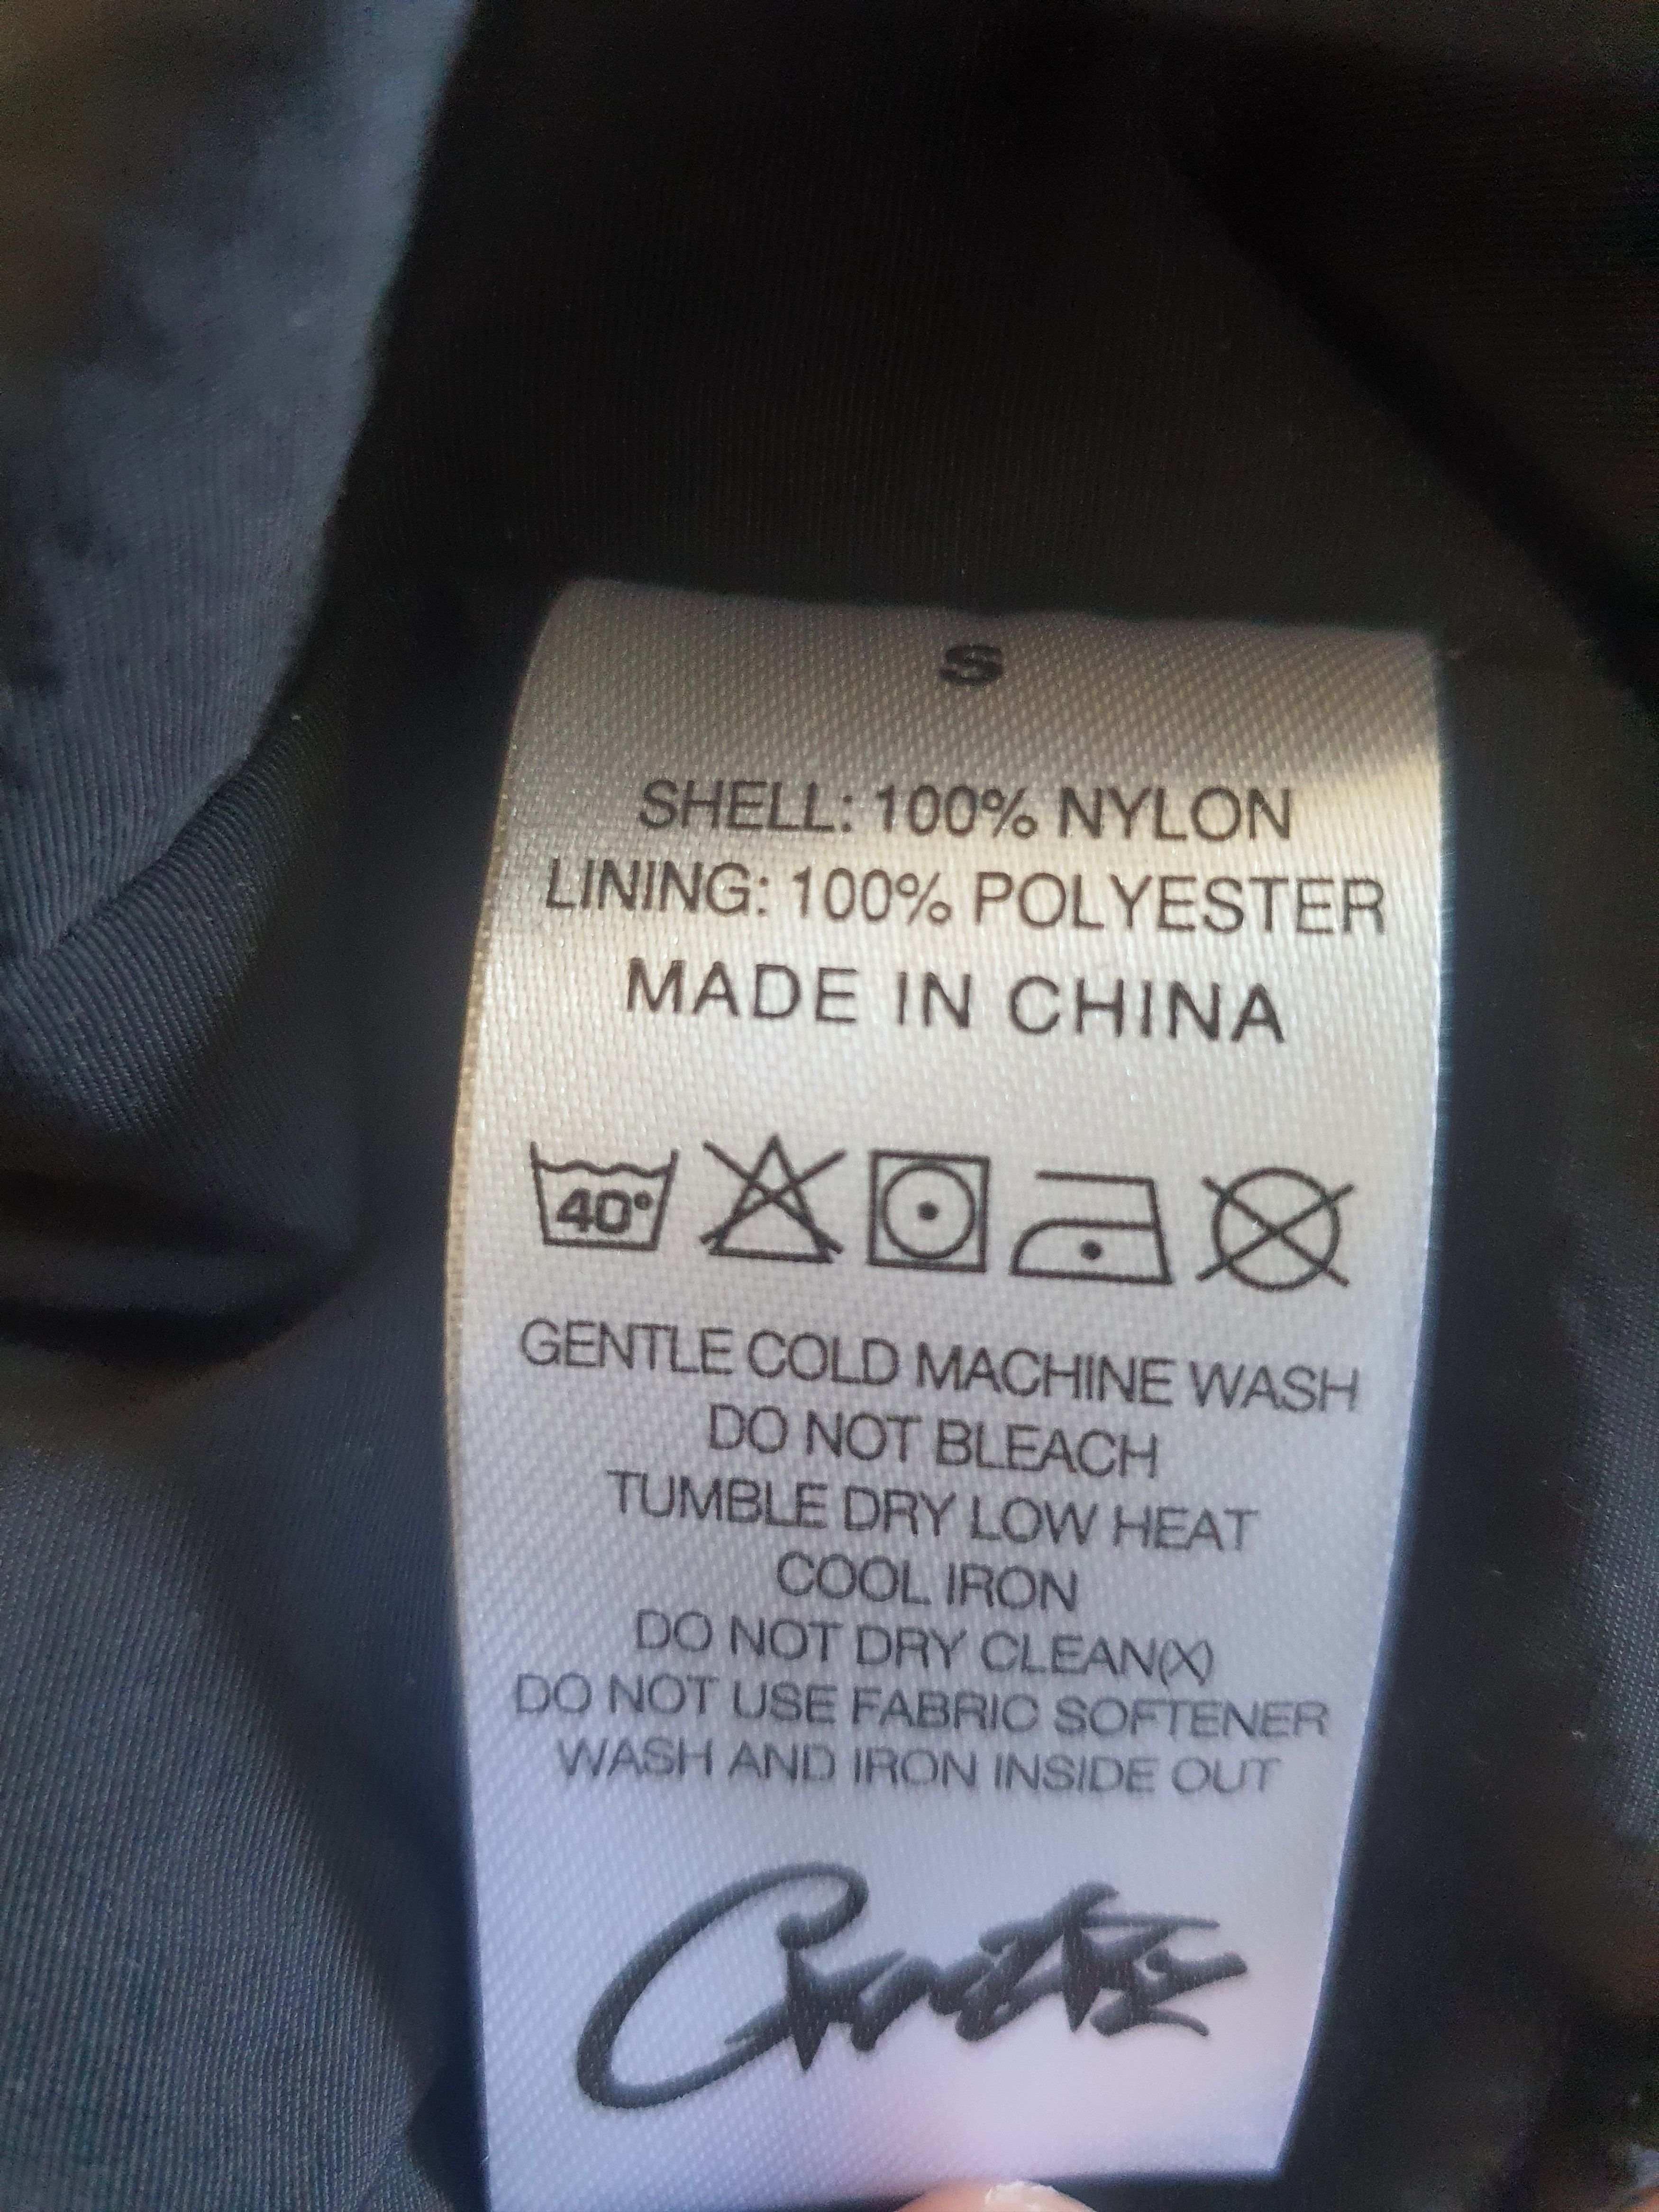 S
SHELL: 100% NYLON
LINING: 100% POLYESTER
MADE IN CHINA
40°
GENTLE COLD MACHINE WASH
DO NOT BLEACH
TUMBLE DRY LOW HEAT
COOL IRON
DO NOT DRY CLEAN(X)
DO NOT USE FABRIC SOFTENER
WASH AND IRON INSIDE OUT